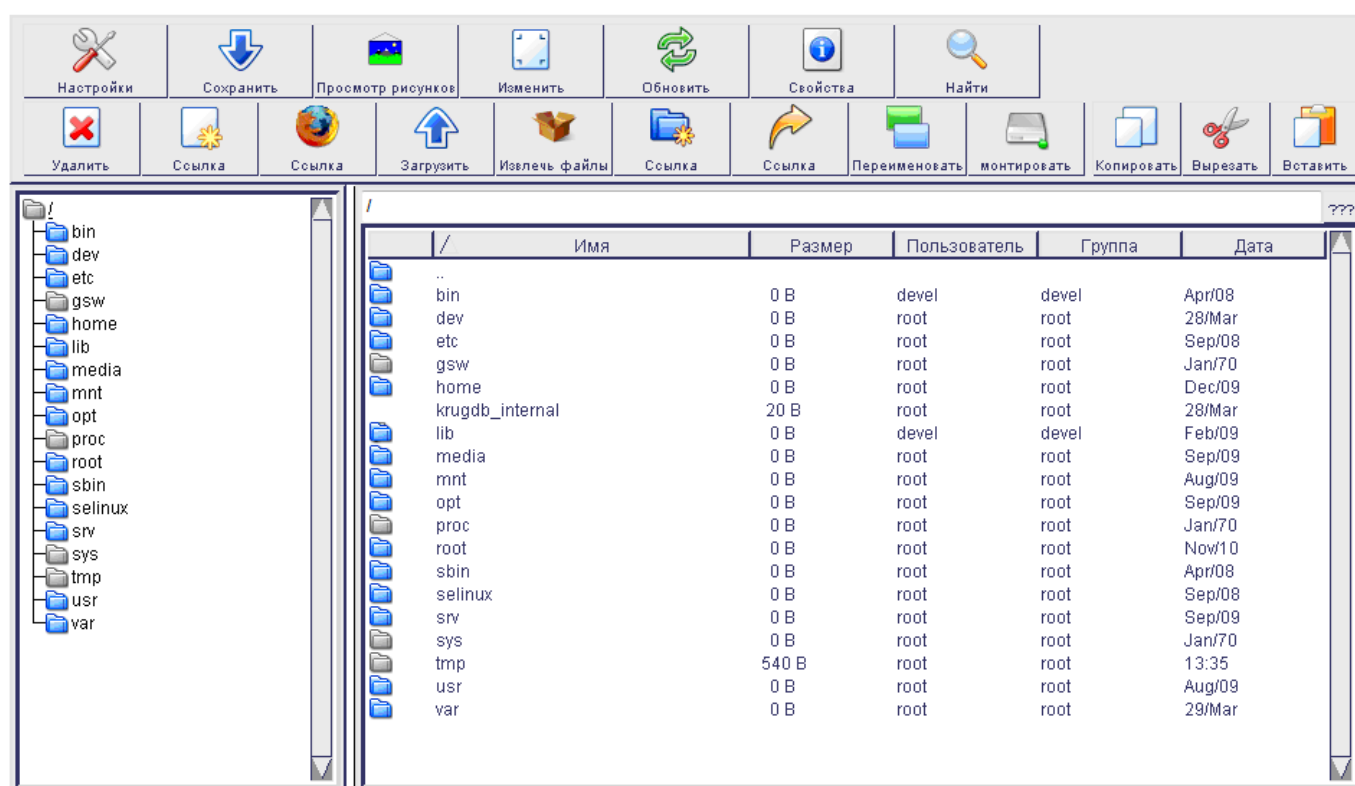 Настройки Сохранить Просмотр рисунков Изменить Обновить Свойства Найти
Удалить Ссылка Ссылка Загрузить Извлечь файлы Ссылка Ссылка Переименовать монтировать Копировать Вырезать Вставить
/
bin
dev
etc
gsw
home
lib
media
mnt
opt
proc
root
sbin
selinux
srv
sys
tmp
usr
var
/ ???
/ Имя Размер Пользователь Группа Дата
..
bin 0 B devel devel Apr/08
dev 0 B root root 28/Mar
etc 0 B root root Sep/08
gsw 0 B root root Jan/70
home 0 B root root Dec/09
krugdb_internal 20 B root root 28/Mar
lib 0 B devel devel Feb/09
media 0 B root root Sep/09
mnt 0 B root root Aug/09
opt 0 B root root Sep/09
proc 0 B root root Jan/70
root 0 B root root Nov/10
sbin 0 B root root Apr/08
selinux 0 B root root Sep/08
srv 0 B root root Sep/09
sys 0 B root root Jan/70
tmp 540 B root root 13:35
usr 0 B root root Aug/09
var 0 B root root 29/Mar